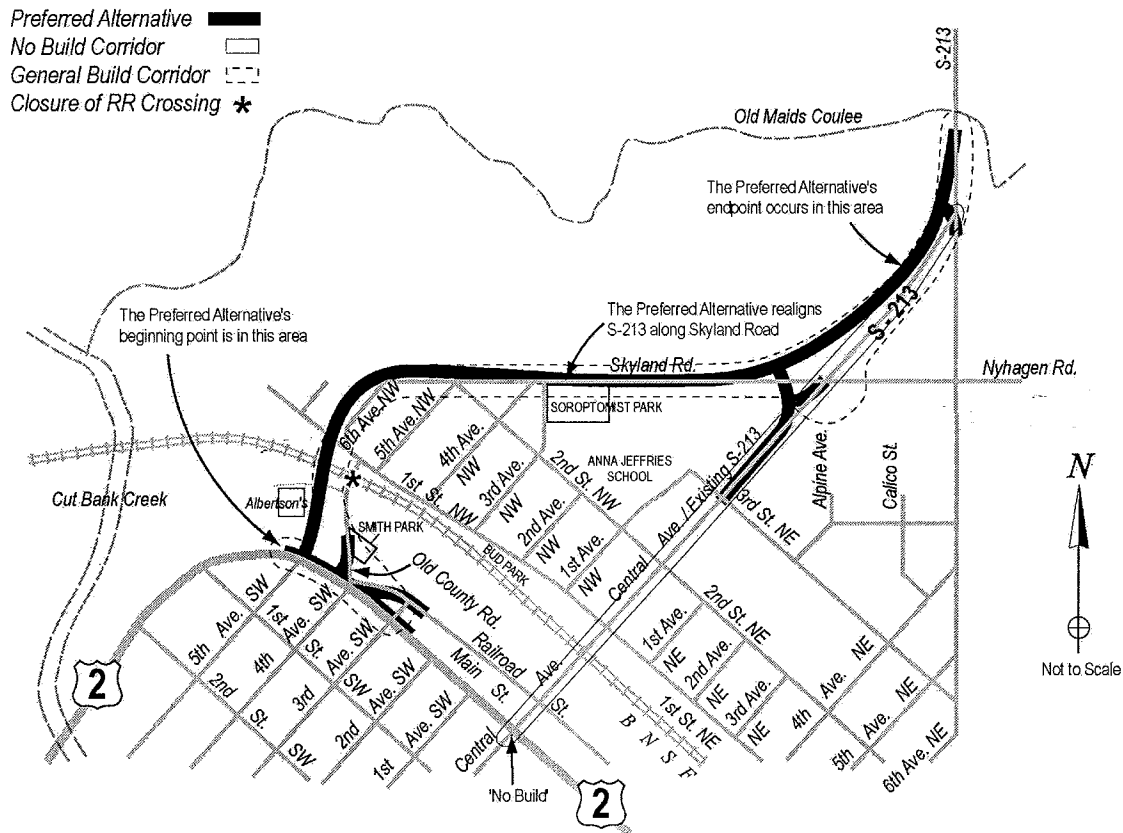 Preferred Alternative
No Build Corridor
General Build Corridor
Closure of RR Crossing *
S-213
Old Maids Coulee
The Preferred Alternative's
endpoint occurs in this area
The Preferred Alternative's
beginning point is in this area
The Preferred Alternative realigns
S-213 along Skyland Road
S-213
Skyland Rd.
Nyhagen Rd.
SOROPTOMIST PARK
6th Ave. NW
5th Ave. NW
4th Ave.
NW
3rd Ave.
NW
2nd Ave.
NW
1st Ave.
NW
1st St. NW
2nd St. NW
ANNA JEFFRIES
SCHOOL
Central Ave. / Existing S-213
3rd St. NE
Alpine Ave.
Calico St.
N
Not to Scale
Cut Bank Creek
Albertson's
SMITH PARK
BUD PARK
Old County Rd.
Railroad
St.
Main
St.
5th Ave. SW
4th Ave. SW
3rd Ave. SW
2nd Ave. SW
1st Ave. SW
1st
St.
SW
2nd
St.
SW
Central Ave.
1st Ave.
NE
2nd Ave.
NE
3rd Ave.
NE
4th Ave. NE
5th Ave. NE
6th Ave. NE
2nd St. NE
1st St. NE
BNSF
2
'No Build'
2